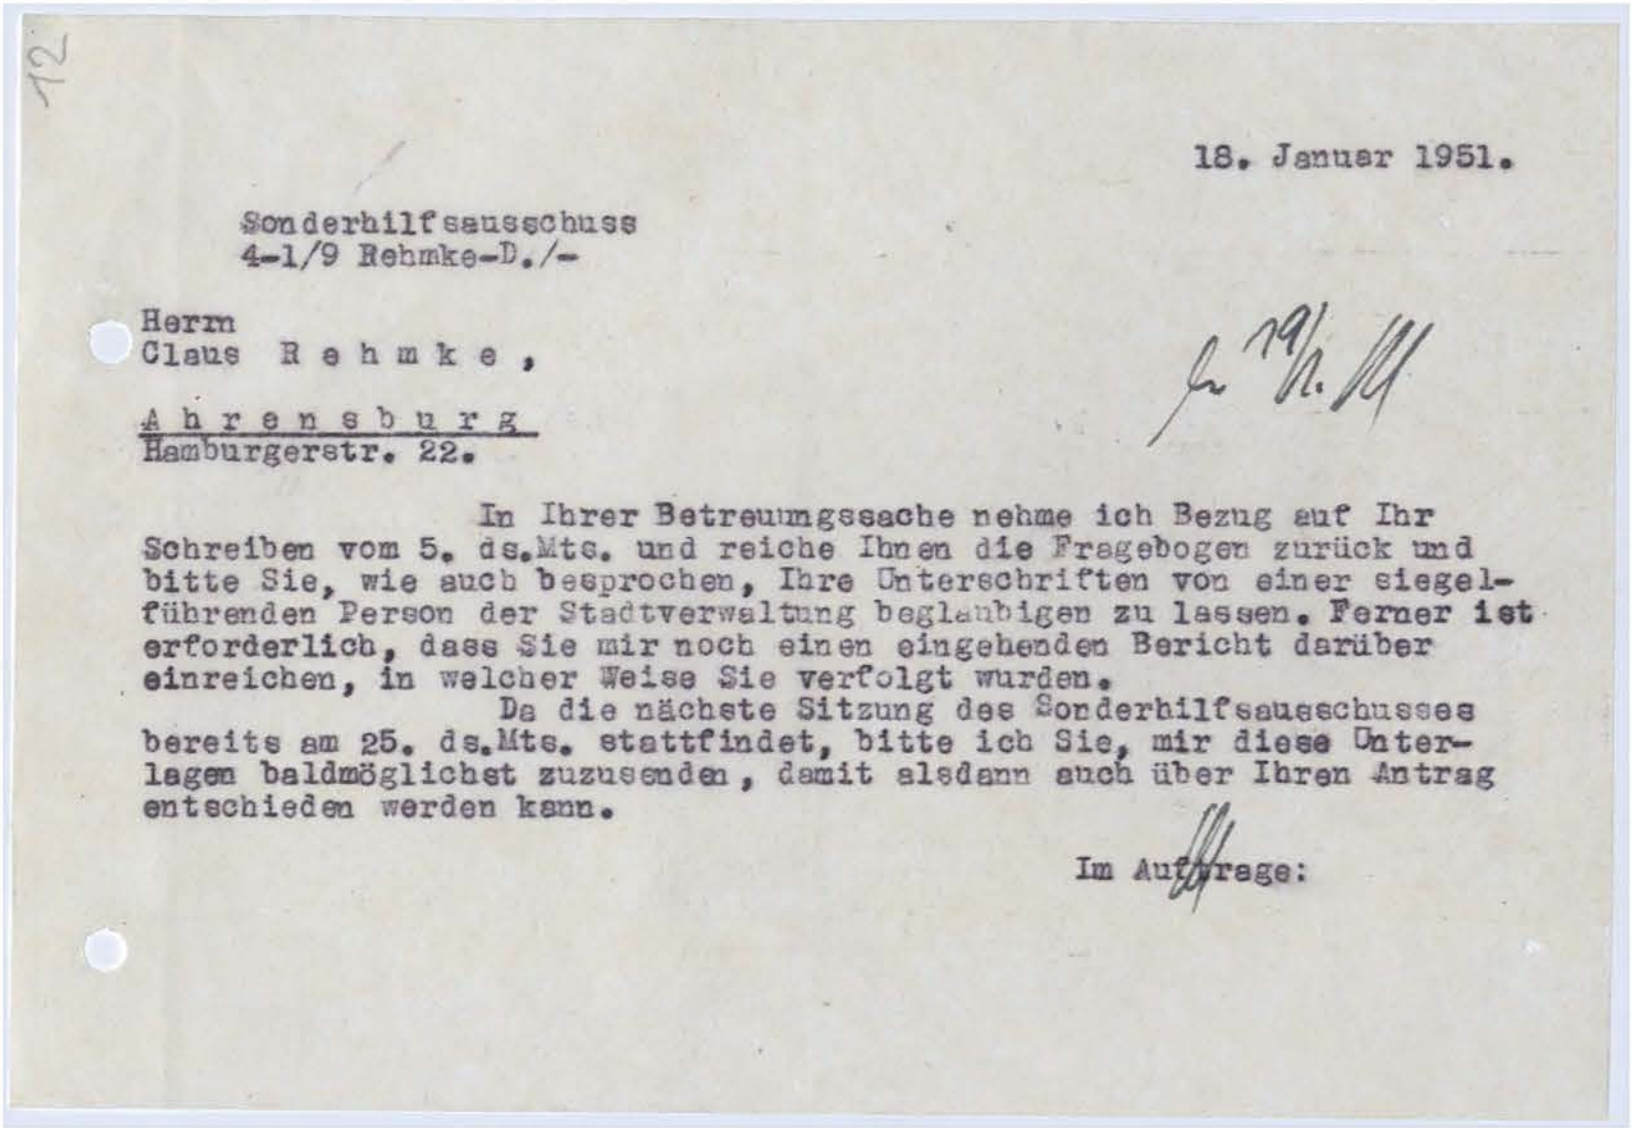 12
18. Januar 1951.
Sonderhilfsausschuss
4-1/9 Rehmke-D./-
Herrn
Claus R e h m k e ,
A h r e n s b u r g
Hamburgerstr. 22.
In Ihrer Betreuungssache nehme ich Bezug auf Ihr
Schreiben vom 5. ds.Mts. und reiche Ihnen die Fragebogen zurück und
bitte Sie, wie auch besprochen, Ihre Unterschriften von einer siegel-
führenden Person der Stadtverwaltung beglaubigen zu lassen. Ferner ist
erforderlich, dass Sie mir noch einen eingehenden Bericht darüber
einreichen, in welcher Weise Sie verfolgt wurden.
Da die nächste Sitzung des Sonderhilfsausschusses
bereits am 25. ds.Mts. stattfindet, bitte ich Sie, mir diese Unter-
lagen baldmöglichst zuzusenden, damit alsdann auch über Ihren Antrag
entschieden werden kann.
Im Auftrage: